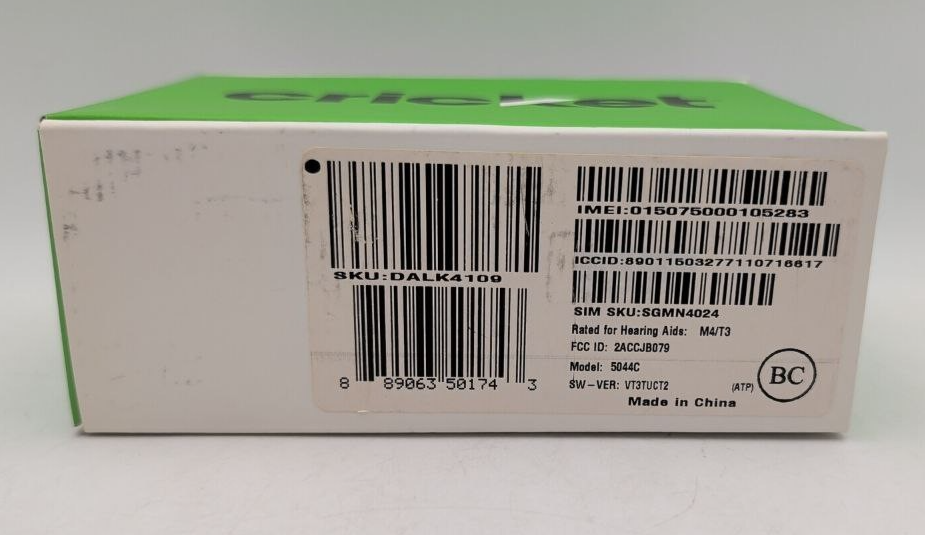 cricket
SKU:DALK4109
8 89063 50174 3
IMEI:015075000105283
ICCID:89011503277110716617
SIM SKU:SGMN4024
Rated for Hearing Aids: M4/T3
FCC ID: 2ACCJB079
Model: 5044C
SW-VER: VT3TUCT2 (ATP)
BC
Made in China